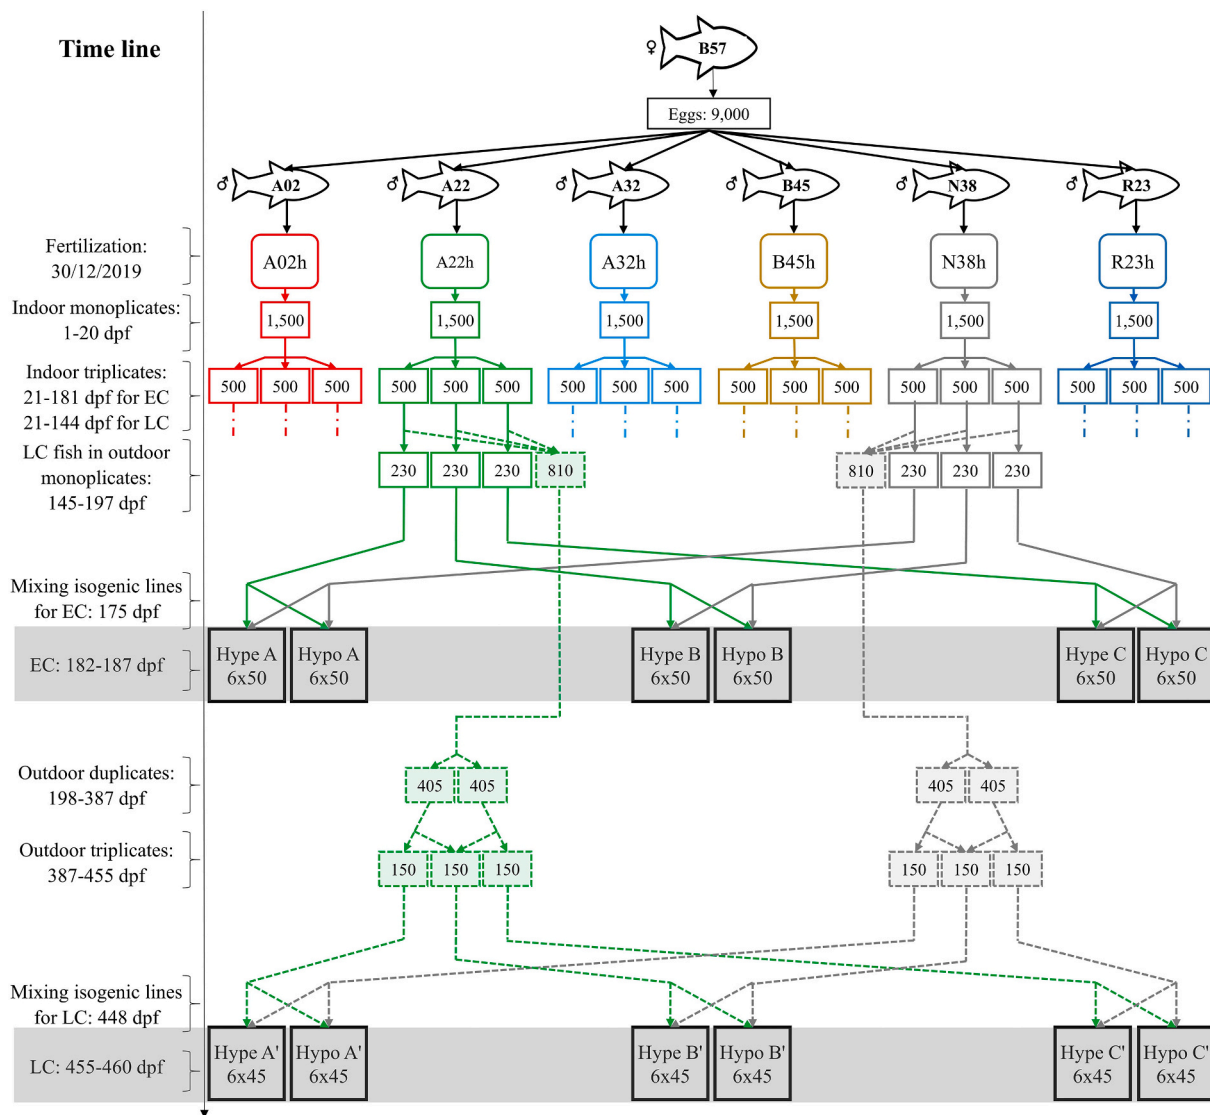 Time line
♀ B57
Eggs: 9,000
♂ A02 ♂ A22 ♂ A32 ♂ B45 ♂ N38 ♂ R23
Fertilization:
30/12/2019
A02h A22h A32h B45h N38h R23h
Indoor monoplicates:
1-20 dpf
1,500 1,500 1,500 1,500 1,500 1,500
Indoor triplicates:
21-181 dpf for EC
21-144 dpf for LC
500 500 500 500 500 500 500 500 500 500 500 500 500 500 500 500 500 500
LC fish in outdoor
monoplicates:
145-197 dpf
230 230 230 810 810 230 230 230
Mixing isogenic lines
for EC: 175 dpf
EC: 182-187 dpf
Hype A
6x50
Hypo A
6x50
Hype B
6x50
Hypo B
6x50
Hype C
6x50
Hypo C
6x50
Outdoor duplicates:
198-387 dpf
405 405 405 405
Outdoor triplicates:
387-455 dpf
150 150 150 150 150 150
Mixing isogenic lines
for LC: 448 dpf
LC: 455-460 dpf
Hype A'
6x45
Hypo A'
6x45
Hype B'
6x45
Hypo B'
6x45
Hype C'
6x45
Hypo C'
6x45